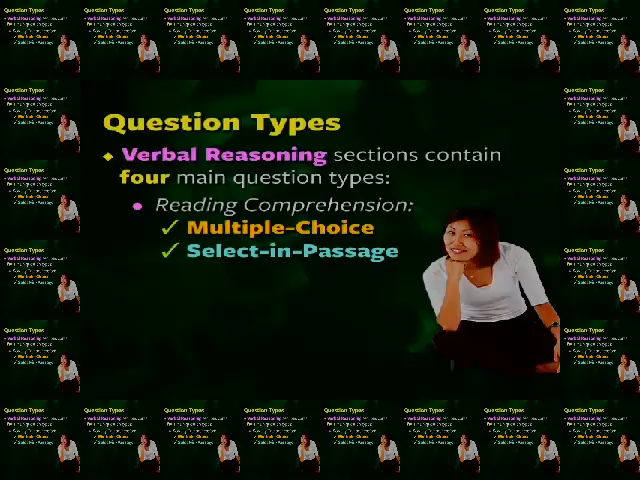 Question Types
Verbal Reasoning sections contain
four main question types:
Reading Comprehension:
✓ Multiple-Choice
✓ Select-in-Passage